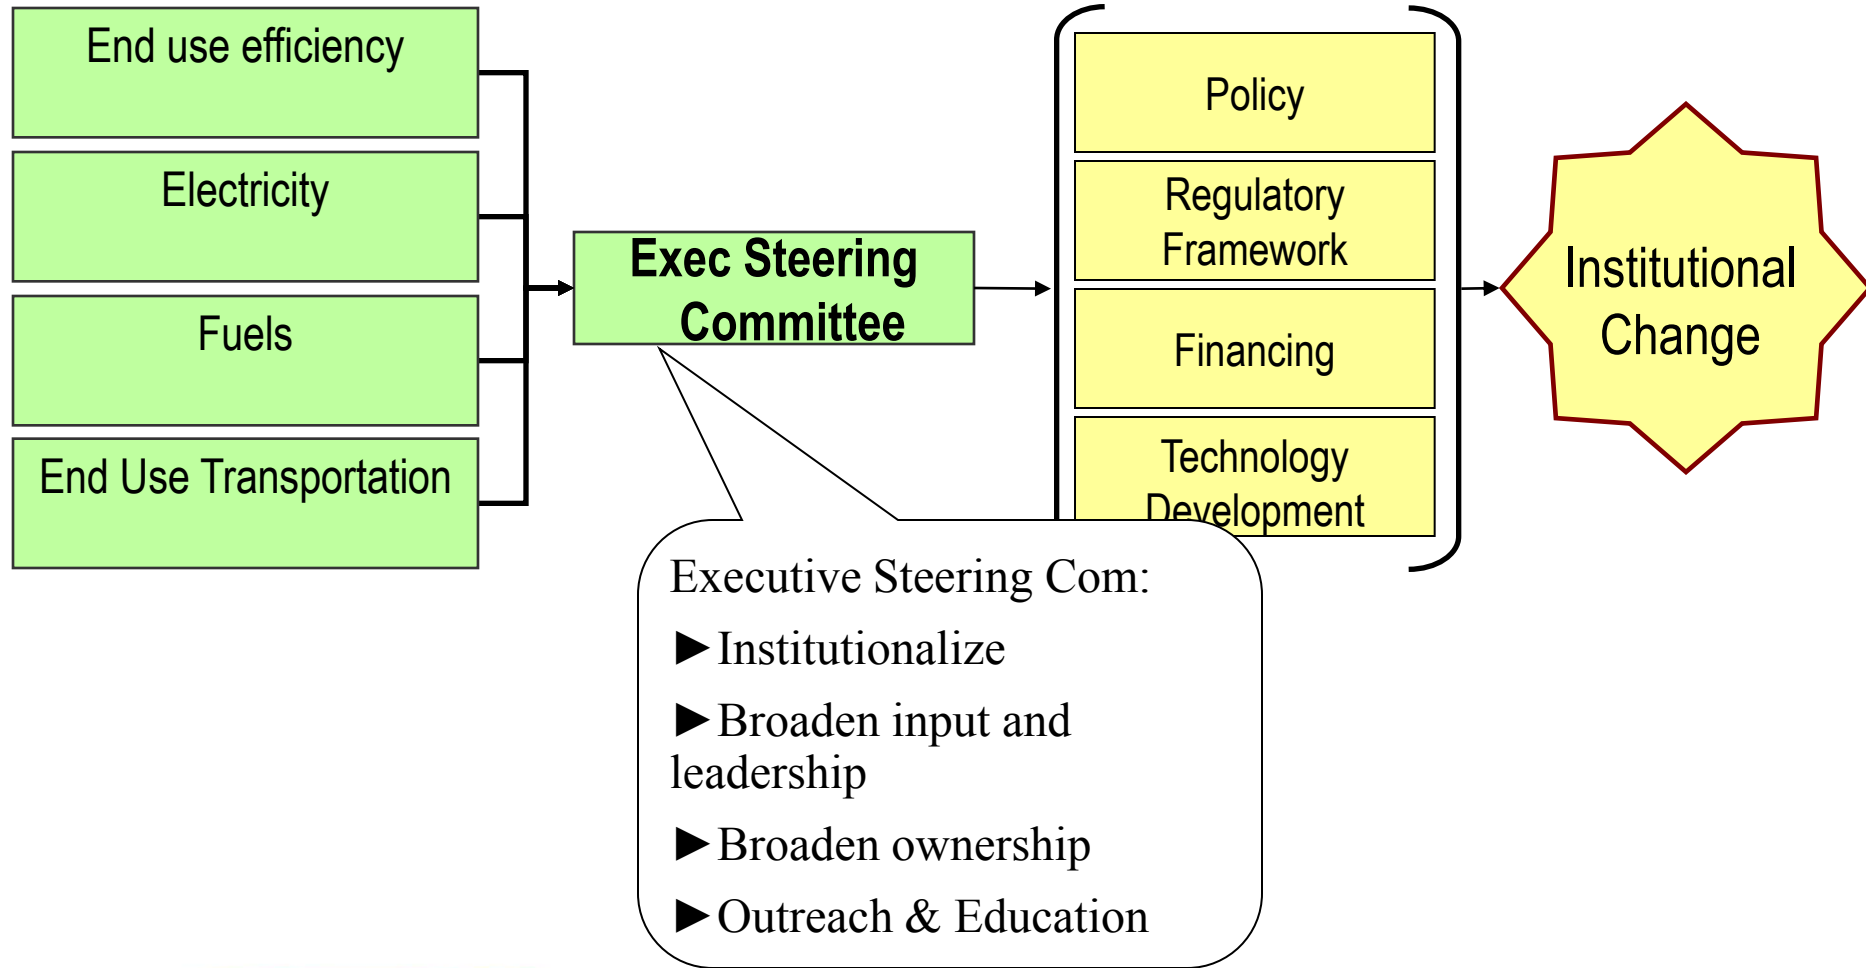 End use efficiency
Electricity
Fuels
End Use Transportation
Exec Steering
Committee
Policy
Regulatory
Framework
Financing
Technology
Development
Institutional
Change
Executive Steering Com:
►Institutionalize
►Broaden input and
leadership
►Broaden ownership
►Outreach & Education